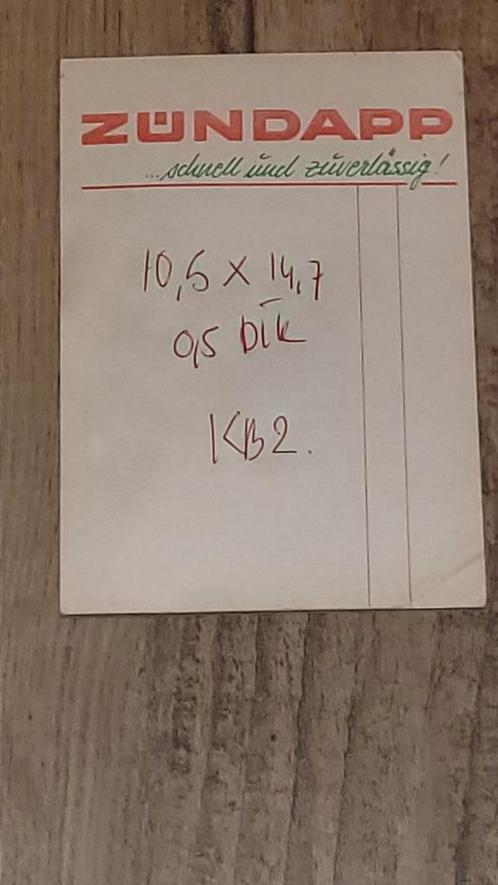 ZÜNDAPP
...schnell und zuverlässig!
10,5 x 14,7
0,5 DIK
KB2.